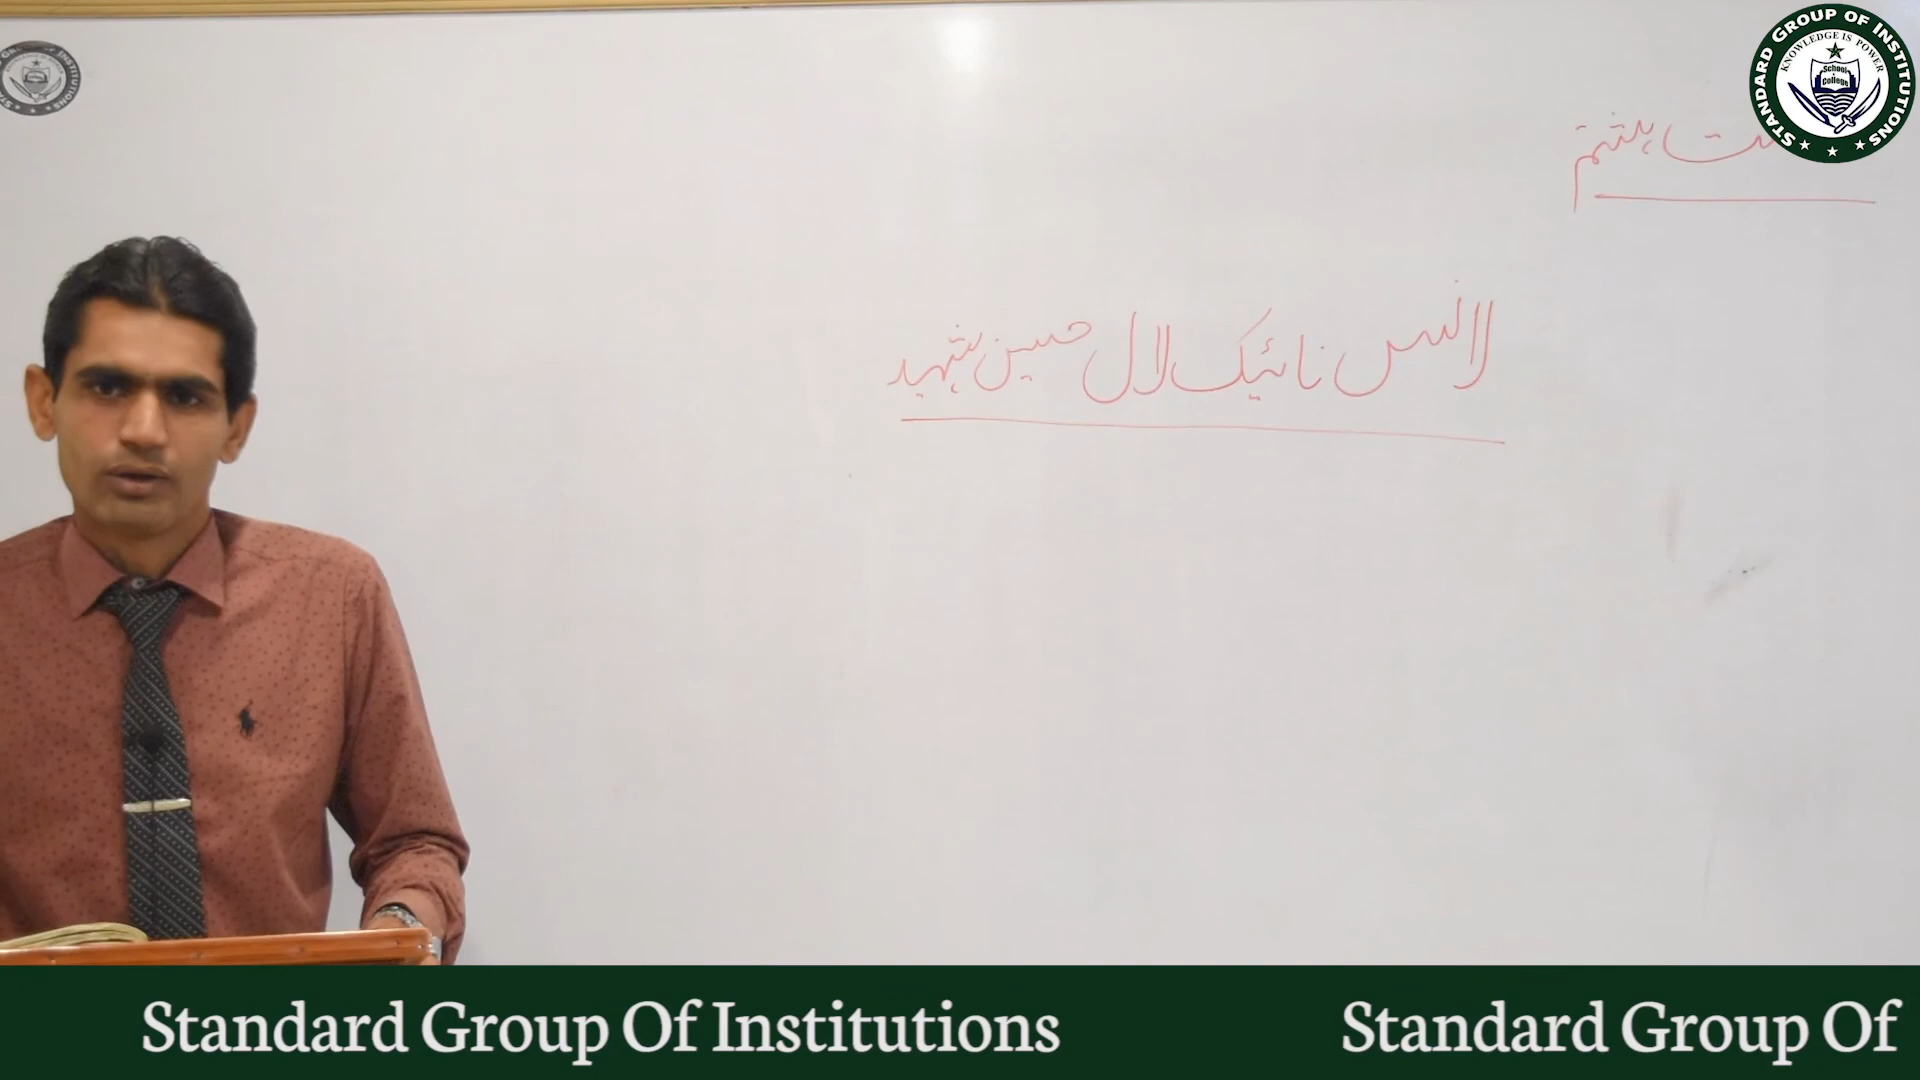 STANDARD GROUP OF INSTITUTIONS
KNOWLEDGE IS POWER
School
College
ہشتم
لانس نائیک لال حسین شہید
Standard Group Of Institutions
Standard Group Of